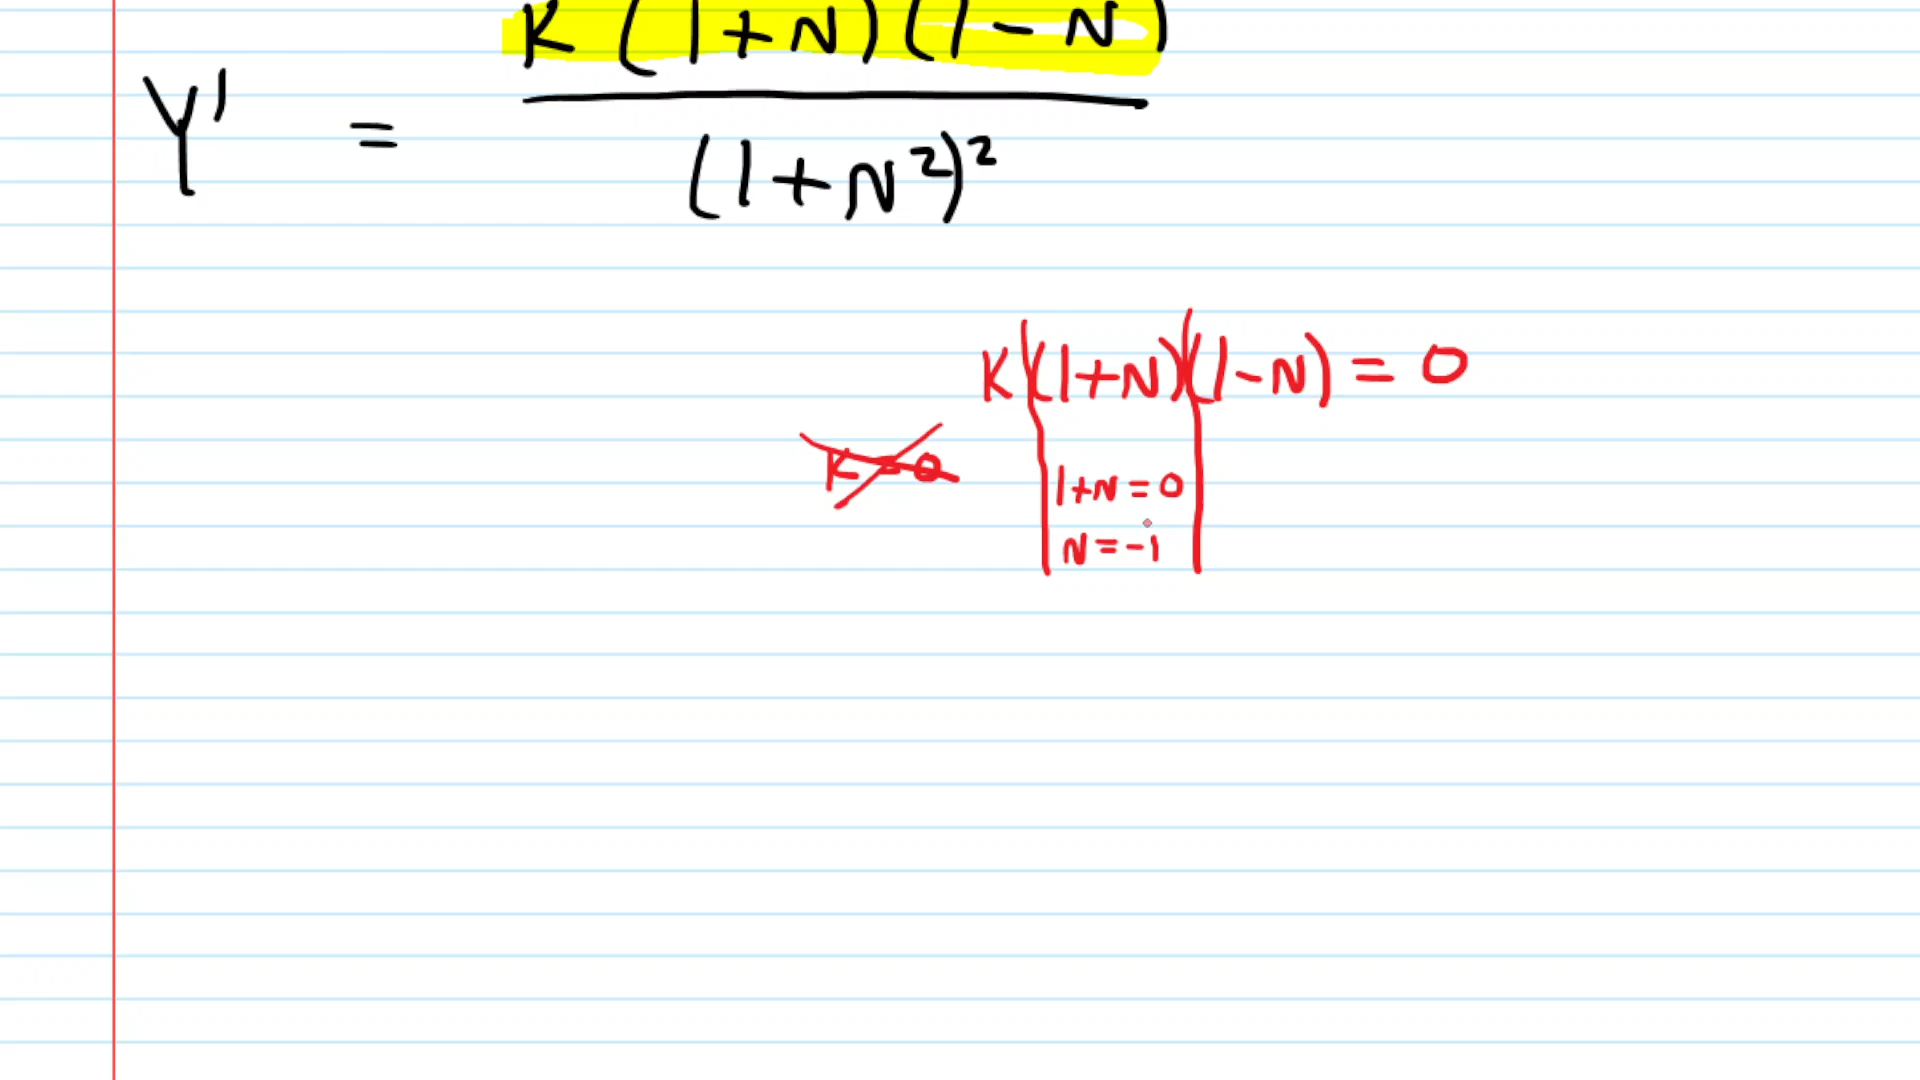 Y' = K(1+N)(1-N)
(1+N²)²
K(1+N)(1-N) = 0
K = 0
1+N = 0
N = -1